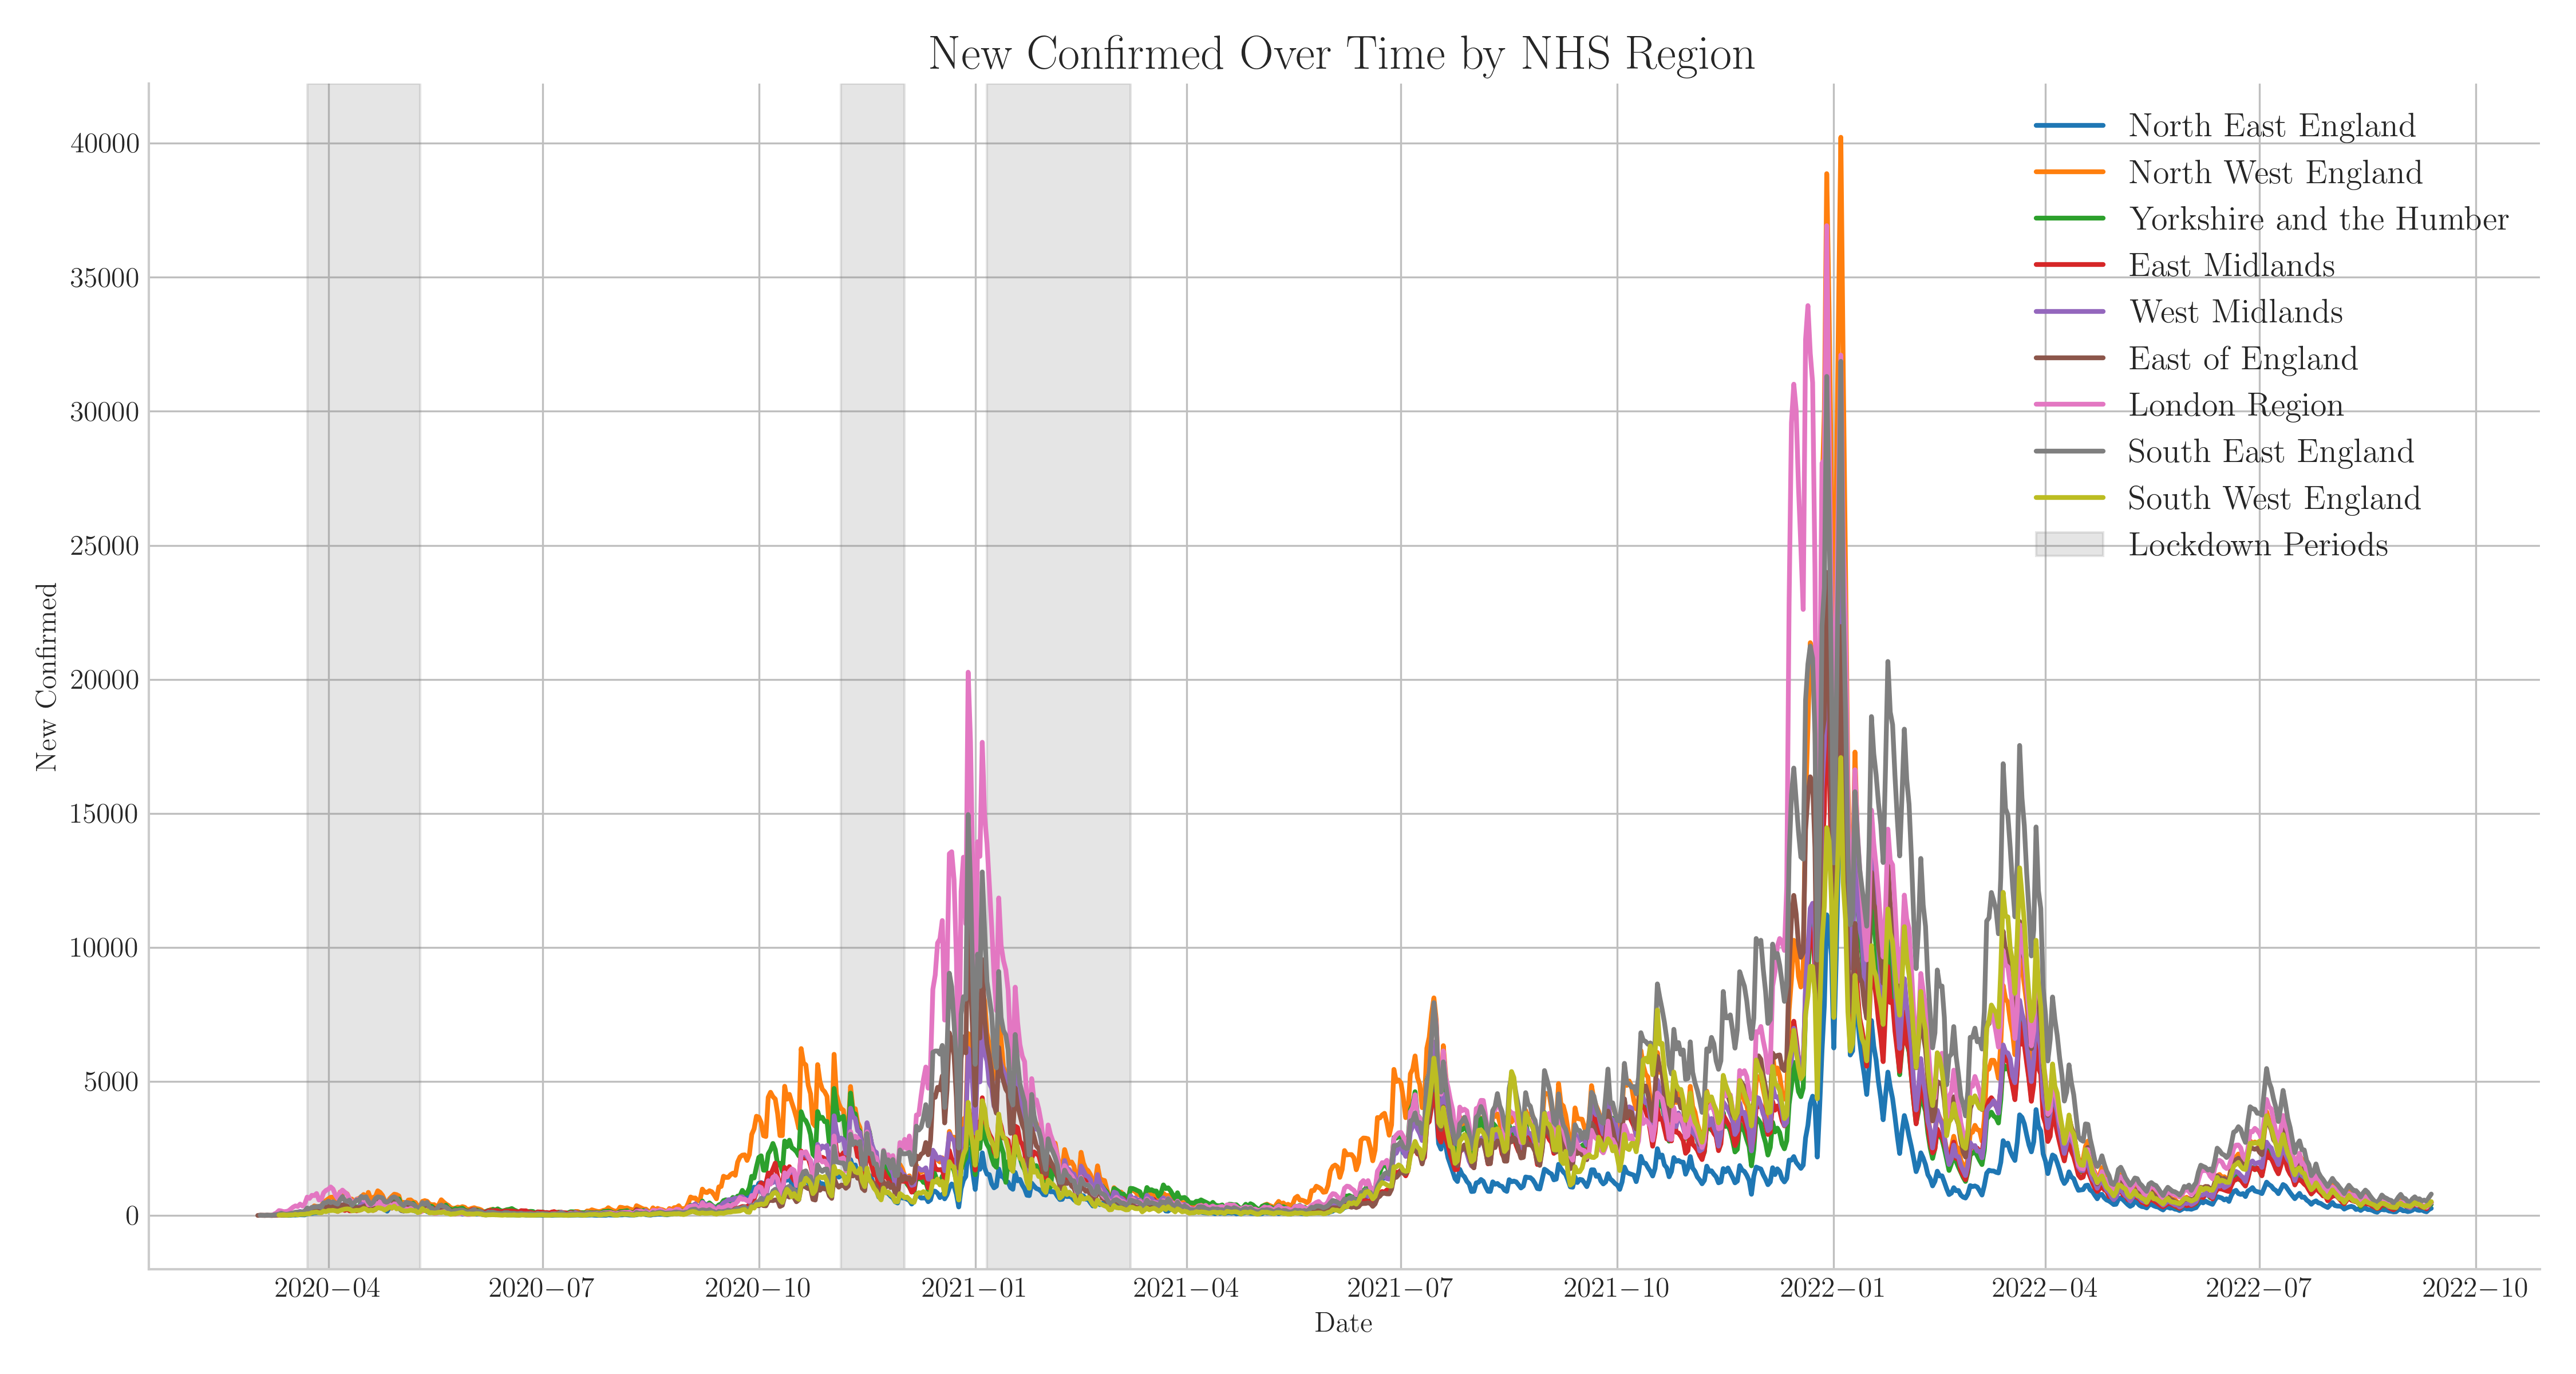 New Confirmed Over Time by NHS Region
North East England
North West England
Yorkshire and the Humber
East Midlands
West Midlands
East of England
London Region
South East England
South West England
Lockdown Periods
New Confirmed
40000
35000
30000
25000
20000
15000
10000
5000
0
2020−04 2020−07 2020−10 2021−01 2021−04 2021−07 2021−10 2022−01 2022−04 2022−07 2022−10
Date